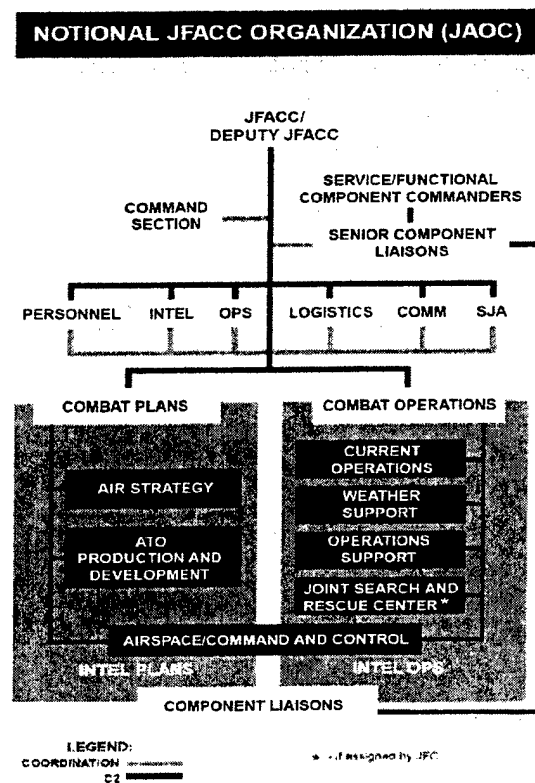 NOTIONAL JFACC ORGANIZATION (JAOC)
JFACC/
DEPUTY JFACC
SERVICE/FUNCTIONAL
COMPONENT COMMANDERS
COMMAND
SECTION
SENIOR COMPONENT
LIAISONS
PERSONNEL INTEL OPS LOGISTICS COMM SJA
COMBAT PLANS
COMBAT OPERATIONS
AIR STRATEGY
ATO
PRODUCTION AND
DEVELOPMENT
CURRENT
OPERATIONS
WEATHER
SUPPORT
OPERATIONS
SUPPORT
JOINT SEARCH AND
RESCUE CENTER *
AIRSPACE/COMMAND AND CONTROL
INTEL PLANS
INTEL OPS
COMPONENT LIAISONS
LEGEND:
COORDINATION
C2
* - if assigned by JFC